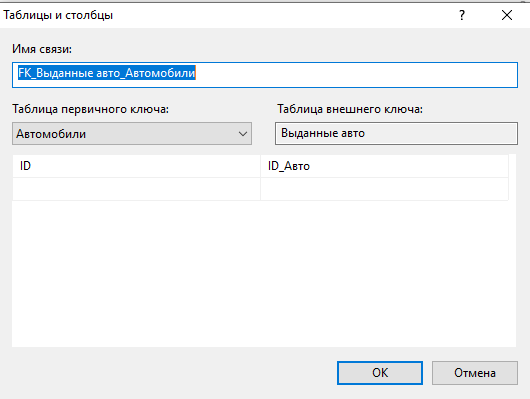 Таблицы и столбцы
?
Имя связи:
FK_Выданные авто_Автомобили
Таблица первичного ключа:
Таблица внешнего ключа:
Автомобили
Выданные авто
ID
ID_Авто
OK
Отмена